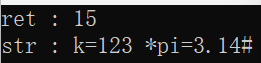 ret : 15
str : k=123 *pi=3.14#